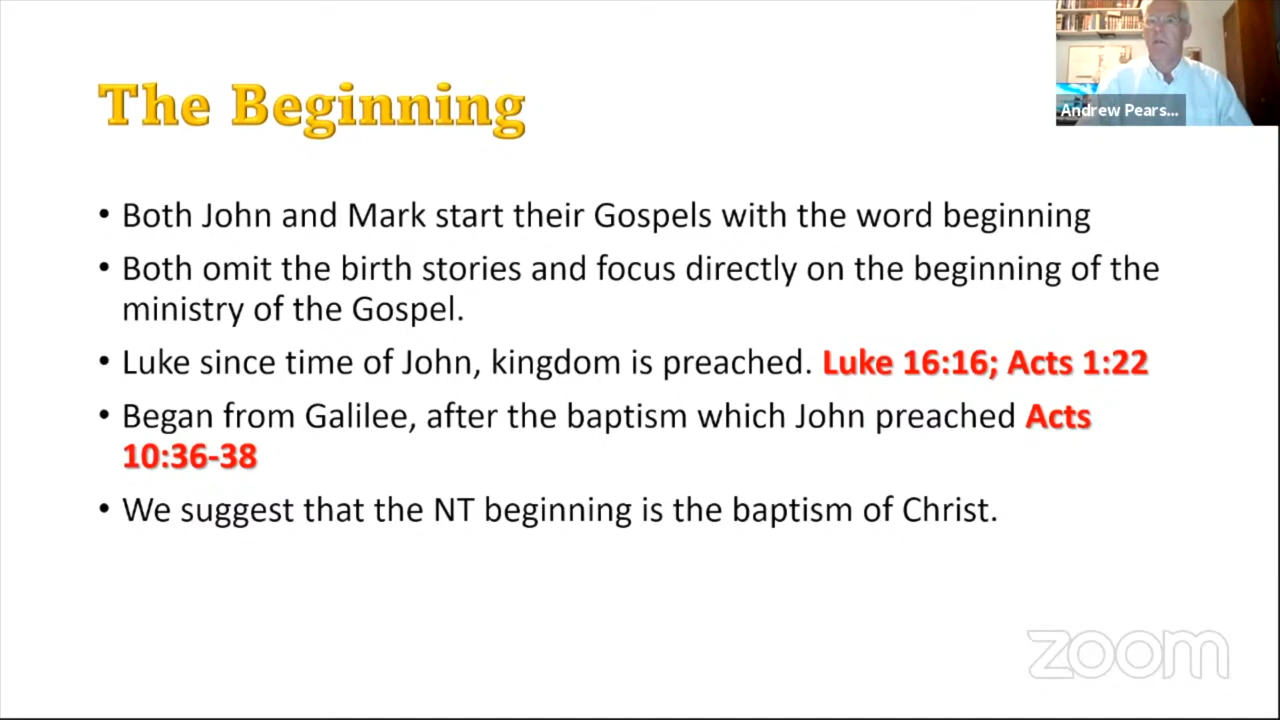 The Beginning
Andrew Pears...
• Both John and Mark start their Gospels with the word beginning
• Both omit the birth stories and focus directly on the beginning of the
ministry of the Gospel.
• Luke since time of John, kingdom is preached. Luke 16:16; Acts 1:22
• Began from Galilee, after the baptism which John preached Acts
10:36-38
• We suggest that the NT beginning is the baptism of Christ.
zoom